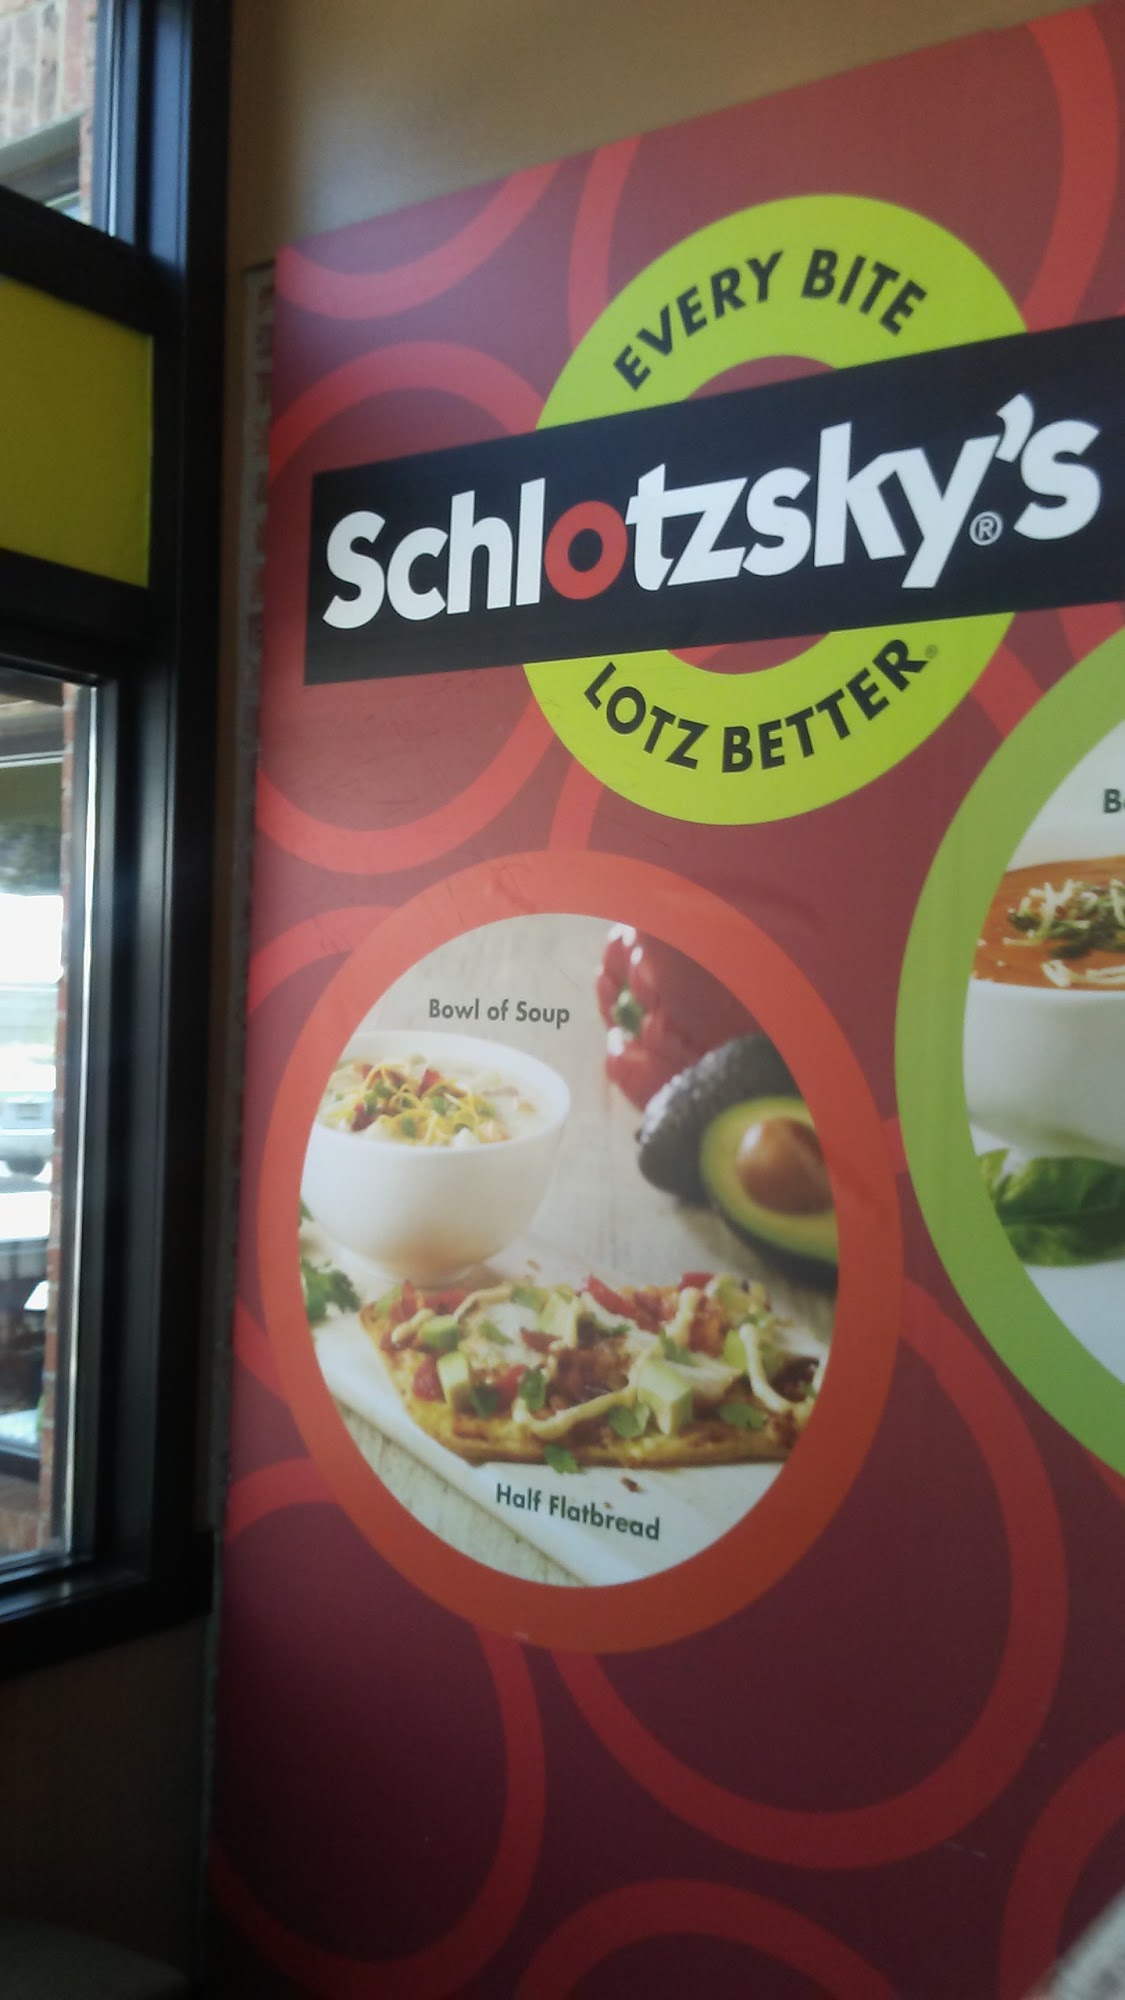 EVERY BITE
Schlotzsky's®
LOTZ BETTER®
Bowl of Soup
Half Flatbread